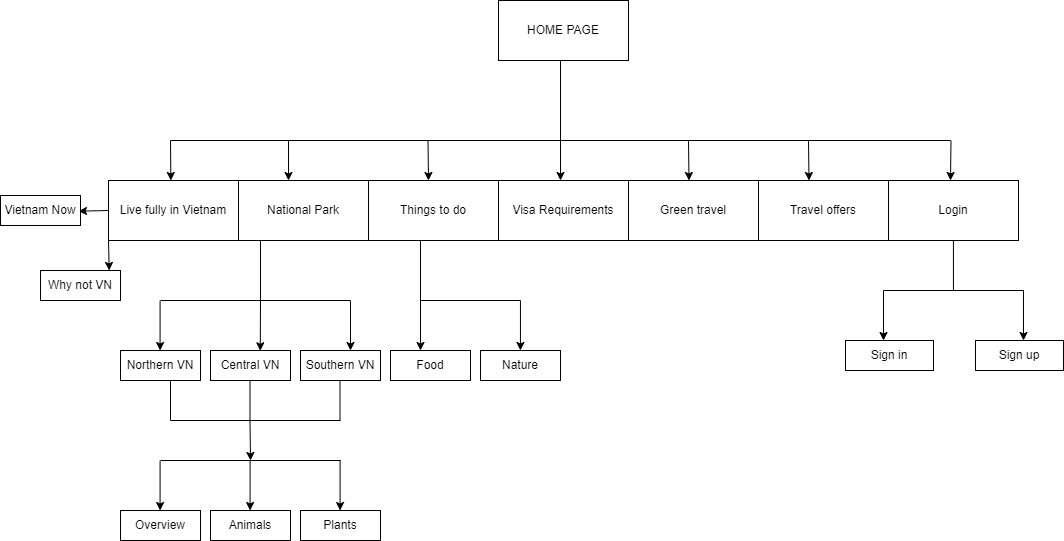 HOME PAGE
Vietnam Now
Live fully in Vietnam
National Park
Things to do
Visa Requirements
Green travel
Travel offers
Login
Why not VN
Northern VN
Central VN
Southern VN
Food
Nature
Sign in
Sign up
Overview
Animals
Plants